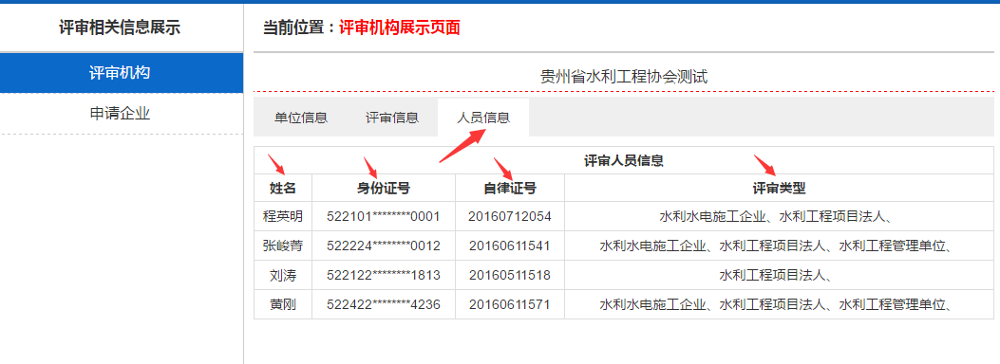 评审相关信息展示
评审机构
申请企业
当前位置：评审机构展示页面
贵州省水利工程协会测试
单位信息 评审信息 人员信息
评审人员信息
姓名 身份证号 自律证号 评审类型
程英明 522101********0001 20160712054 水利水电施工企业、水利工程项目法人、
张峻菁 522224********0012 20160611541 水利水电施工企业、水利工程项目法人、水利工程管理单位、
刘涛 522122********1813 20160511518 水利工程项目法人、
黄刚 522422********4236 20160611571 水利水电施工企业、水利工程项目法人、水利工程管理单位、